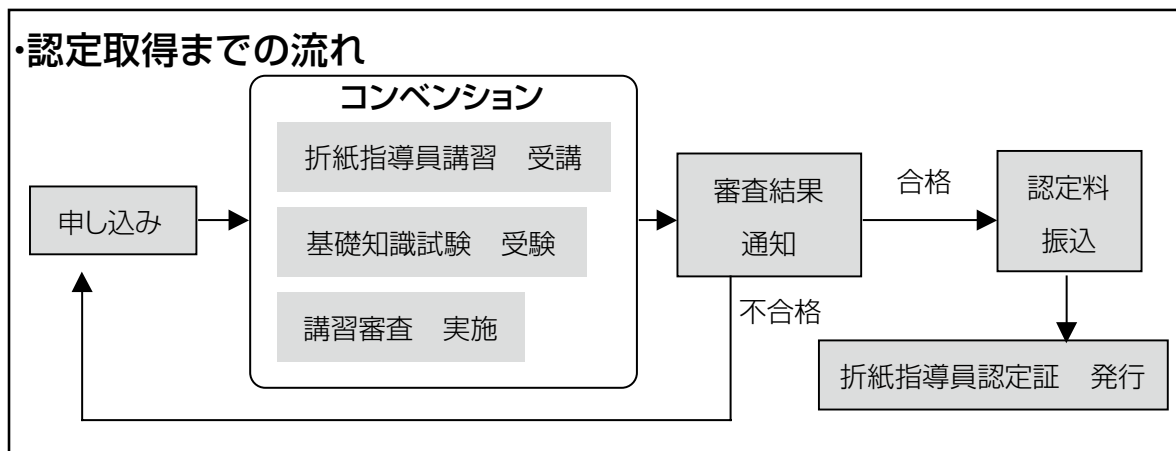 ・認定取得までの流れ
コンベンション
折紙指導員講習　受講
基礎知識試験　受験
講習審査　実施
申し込み
審査結果
通知
合格
不合格
認定料
振込
折紙指導員認定証　発行